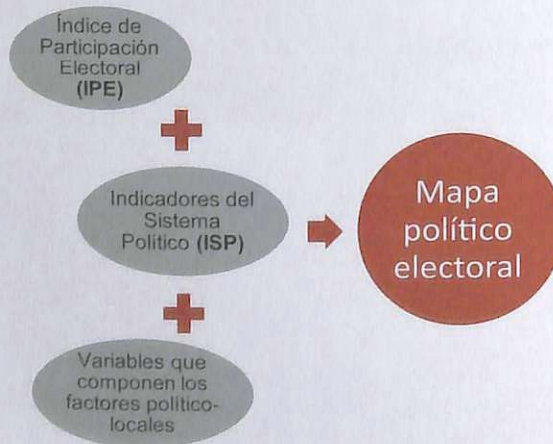 Índice de
Participación
Electoral
(IPE)
Indicadores del
Sistema
Político (ISP)
Mapa
político
electoral
Variables que
componen los
factores político-
locales